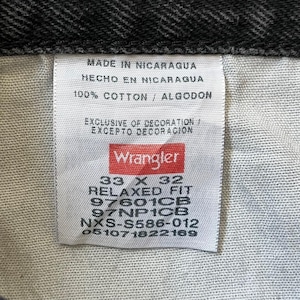 MADE IN NICARAGUA
HECHO EN NICARAGUA
100% COTTON / ALGODON
EXCLUSIVE OF DECORATION /
EXCEPTO DECORACIÓN
Wrangler
33 X 32
RELAXED FIT
97601CB
97NP1CB
NXS-S586-012
051071822169